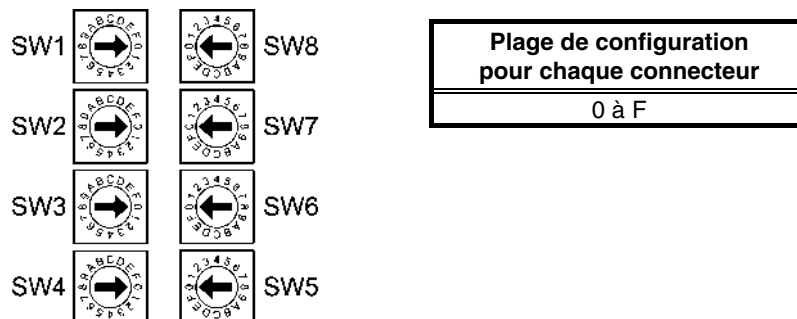 SW1 SW8
SW2 SW7
SW3 SW6
SW4 SW5
Plage de configuration
pour chaque connecteur
0 à F